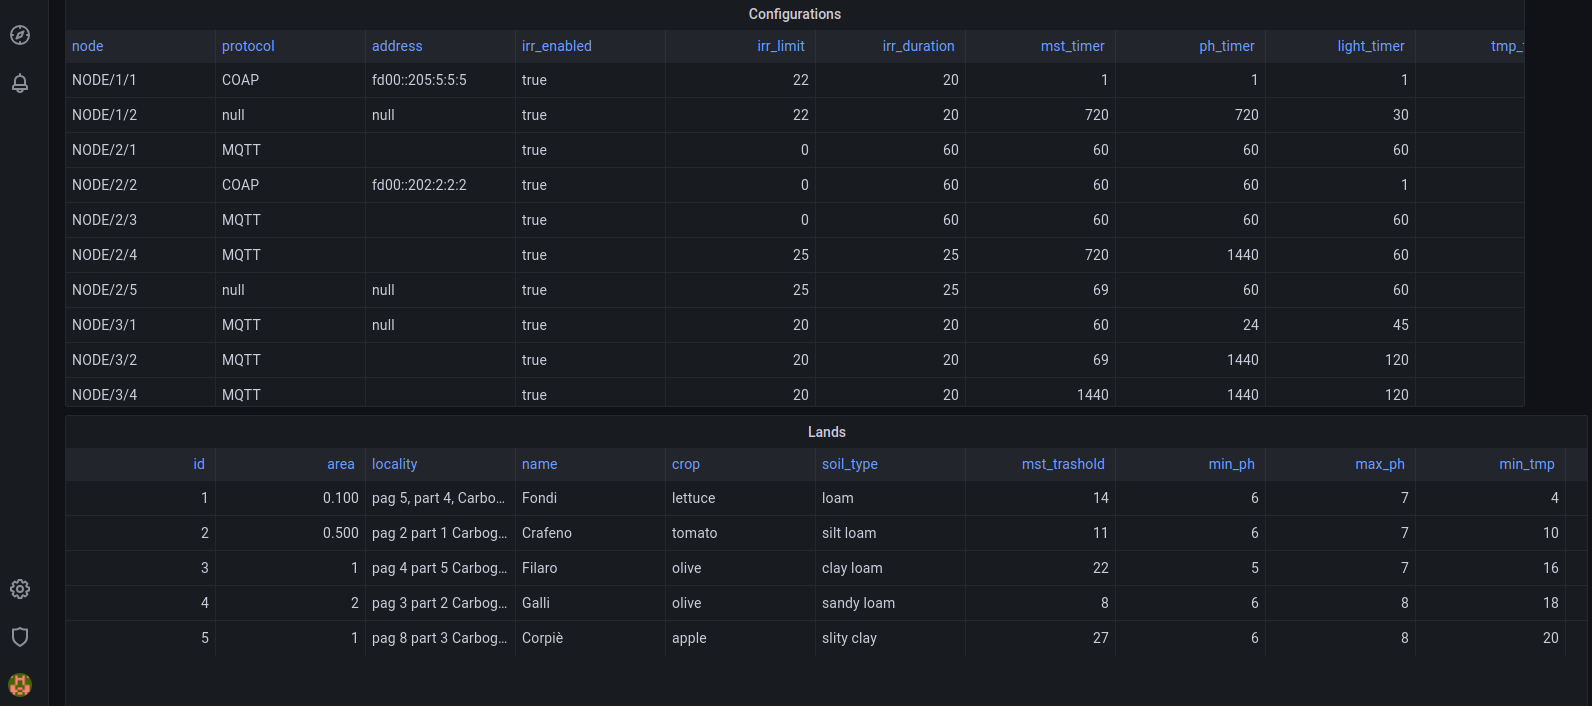 Configurations
node protocol address irr_enabled irr_limit irr_duration mst_timer ph_timer light_timer tmp_
NODE/1/1 COAP fd00::205:5:5:5 true 22 20 1 1 1
NODE/1/2 null null true 22 20 720 720 30
NODE/2/1 MQTT true 0 60 60 60 60
NODE/2/2 COAP fd00::202:2:2:2 true 0 60 60 60 1
NODE/2/3 MQTT true 0 60 60 60 60
NODE/2/4 MQTT true 25 25 720 1440 60
NODE/2/5 null null true 25 25 69 60 60
NODE/3/1 MQTT null true 20 20 60 24 45
NODE/3/2 MQTT true 20 20 69 1440 120
NODE/3/4 MQTT true 20 20 1440 1440 120
Lands
id area locality name crop soil_type mst_trashold min_ph max_ph min_tmp
1 0.100 pag 5, part 4, Carbo... Fondi lettuce loam 14 6 7 4
2 0.500 pag 2 part 1 Carbog... Crafeno tomato silt loam 11 6 7 10
3 1 pag 4 part 5 Carbog... Filaro olive clay loam 22 5 7 16
4 2 pag 3 part 2 Carbog... Galli olive sandy loam 8 6 8 18
5 1 pag 8 part 3 Carbog... Corpiè apple slity clay 27 6 8 20